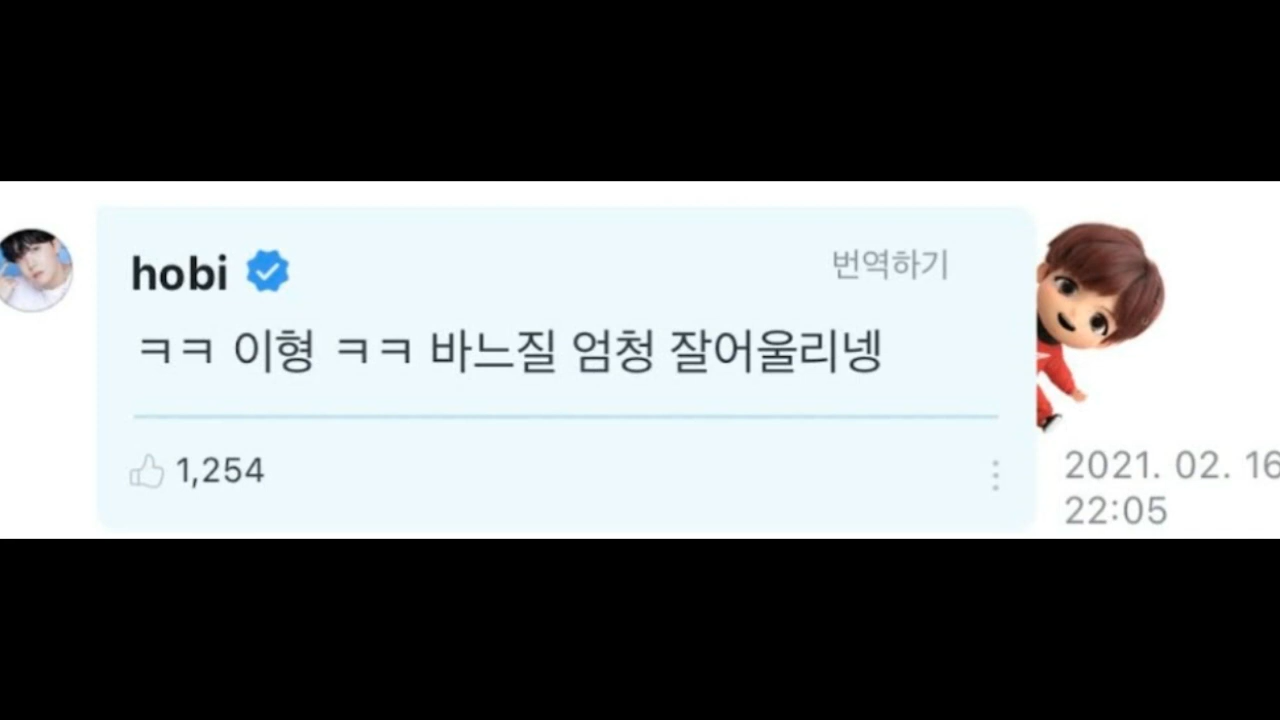 hobi
번역하기
ㅋㅋ 이형 ㅋㅋ 바느질 엄청 잘어울리넹
1,254
2021. 02. 16
22:05